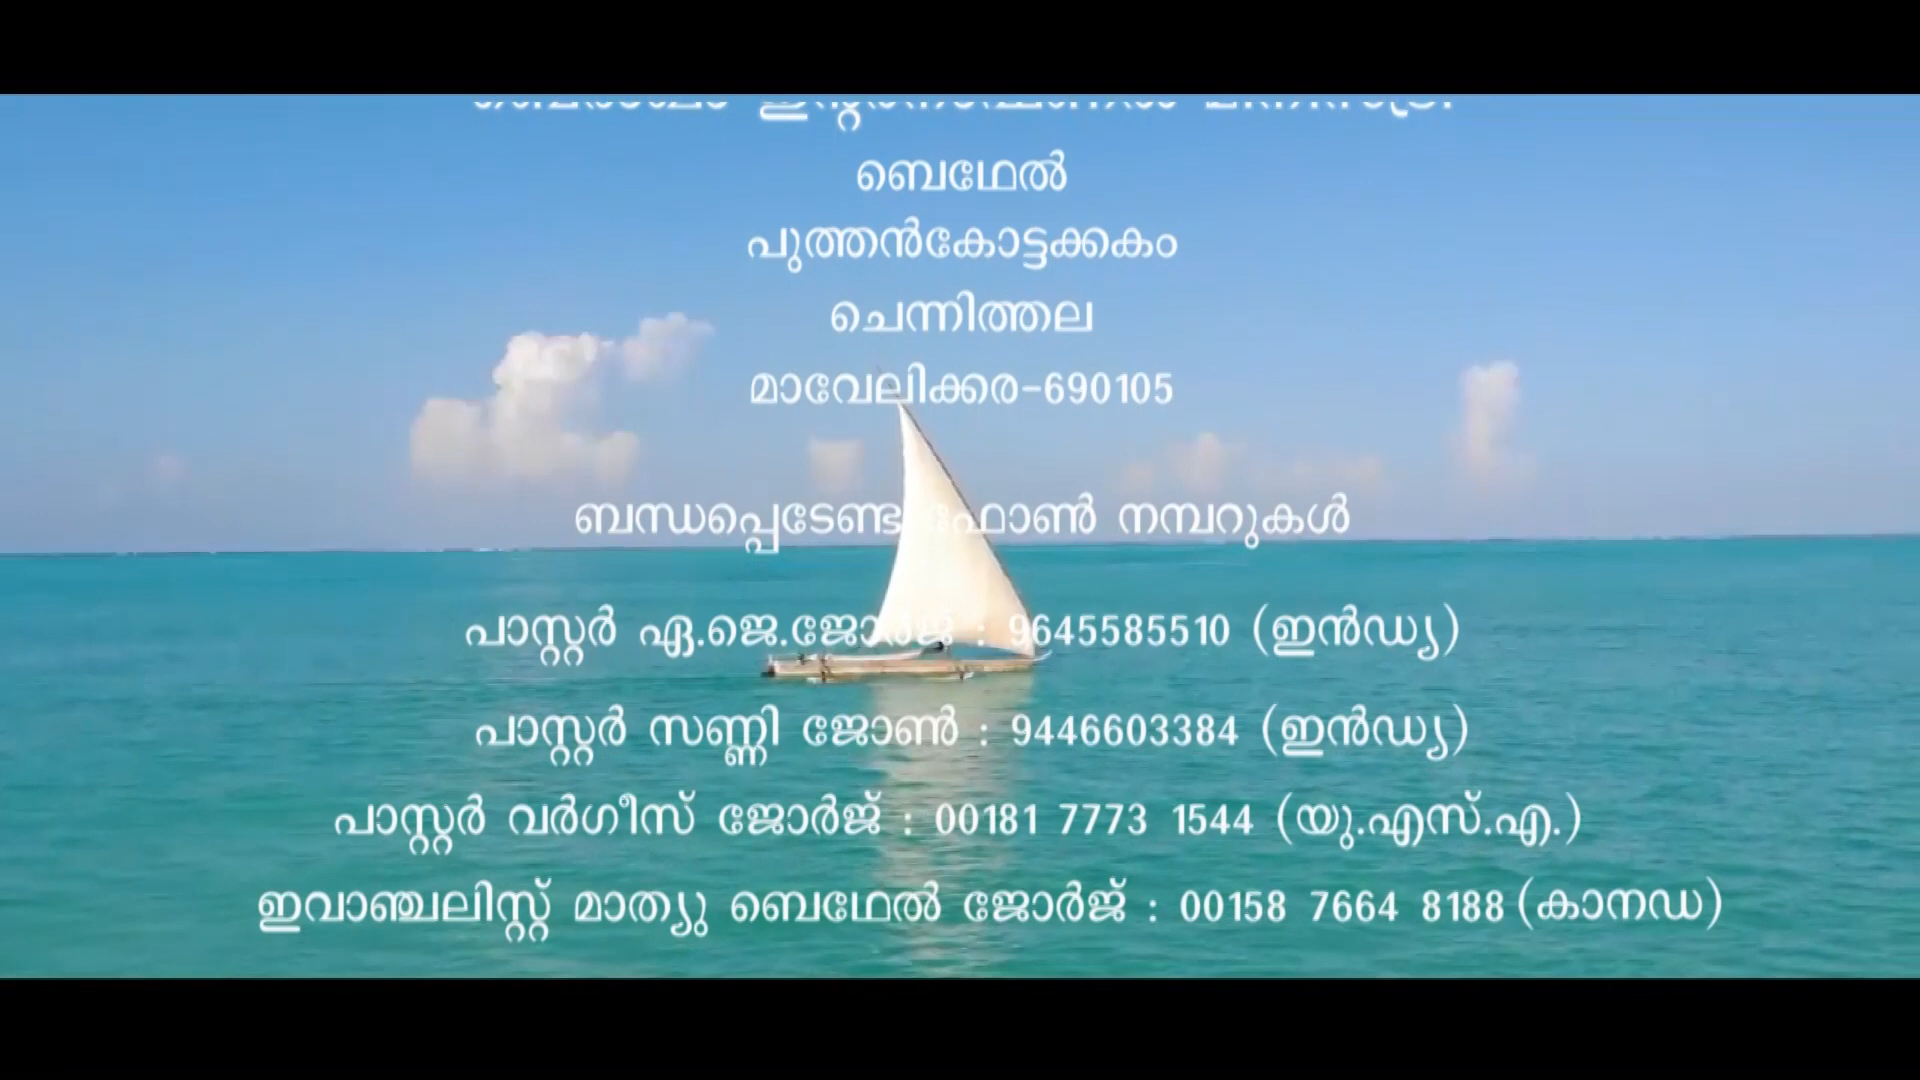 ബെഥേൽ
പുത്തൻകോട്ടക്കകം
ചെന്നിത്തല
മാവേലിക്കര-690105
ബന്ധപ്പെടേണ്ട ഫോൺ നമ്പറുകൾ
പാസ്റ്റർ ഏ.ജെ.ജോർജ് : 9645585510 (ഇൻഡ്യ)
പാസ്റ്റർ സണ്ണി ജോൺ : 9446603384 (ഇൻഡ്യ)
പാസ്റ്റർ വർഗീസ് ജോർജ് : 00181 7773 1544 (യു.എസ്.എ.)
ഇവാഞ്ചലിസ്റ്റ് മാത്യു ബെഥേൽ ജോർജ് : 00158 7664 8188 (കാനഡ)